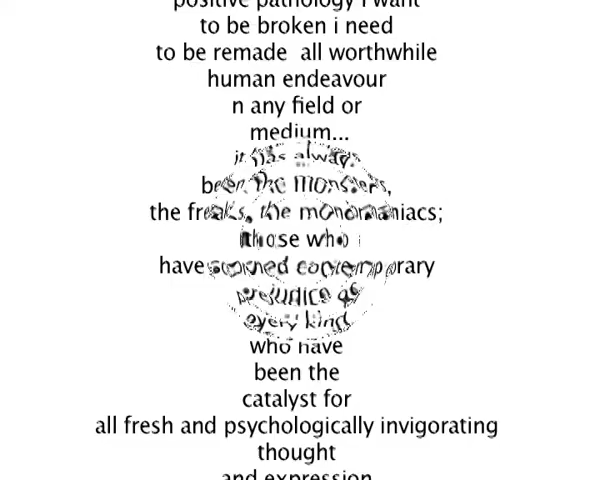 positive pathology i want
to be broken i need
to be remade  all worthwhile
human endeavour
n any field or
medium...
it has always
been the monsters,
the freaks, the monomaniacs;
those who
have scorned contemporary
prejudice of
every kind
who have
been the
catalyst for
all fresh and psychologically invigorating
thought
and expression